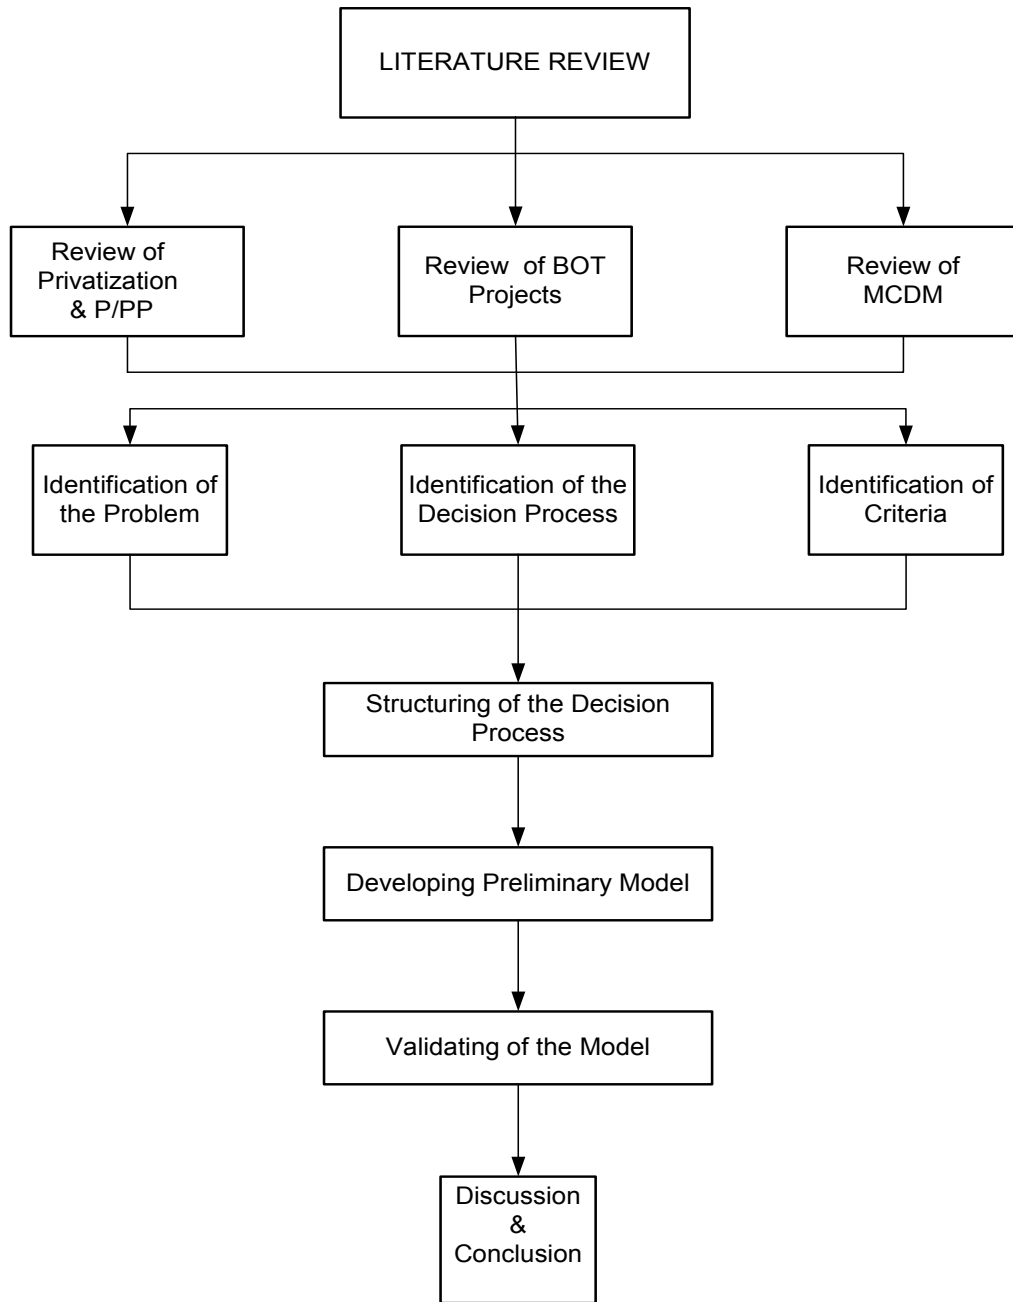 LITERATURE REVIEW
Review of
Privatization
& P/PP
Review of BOT
Projects
Review of
MCDM
Identification of
the Problem
Identification of the
Decision Process
Identification of
Criteria
Structuring of the Decision
Process
Developing Preliminary Model
Validating of the Model
Discussion
&
Conclusion